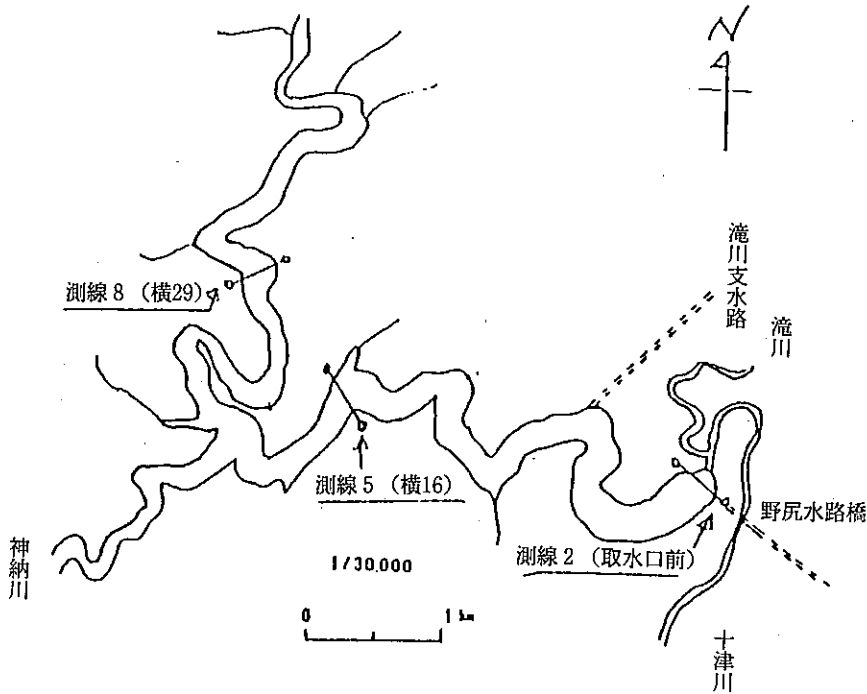 N
滝川支水路
滝川
測線8 (横29)
測線5 (横16)
野尻水路橋
測線2 (取水口前)
神納川
1/30.000
0 1 km
十津川